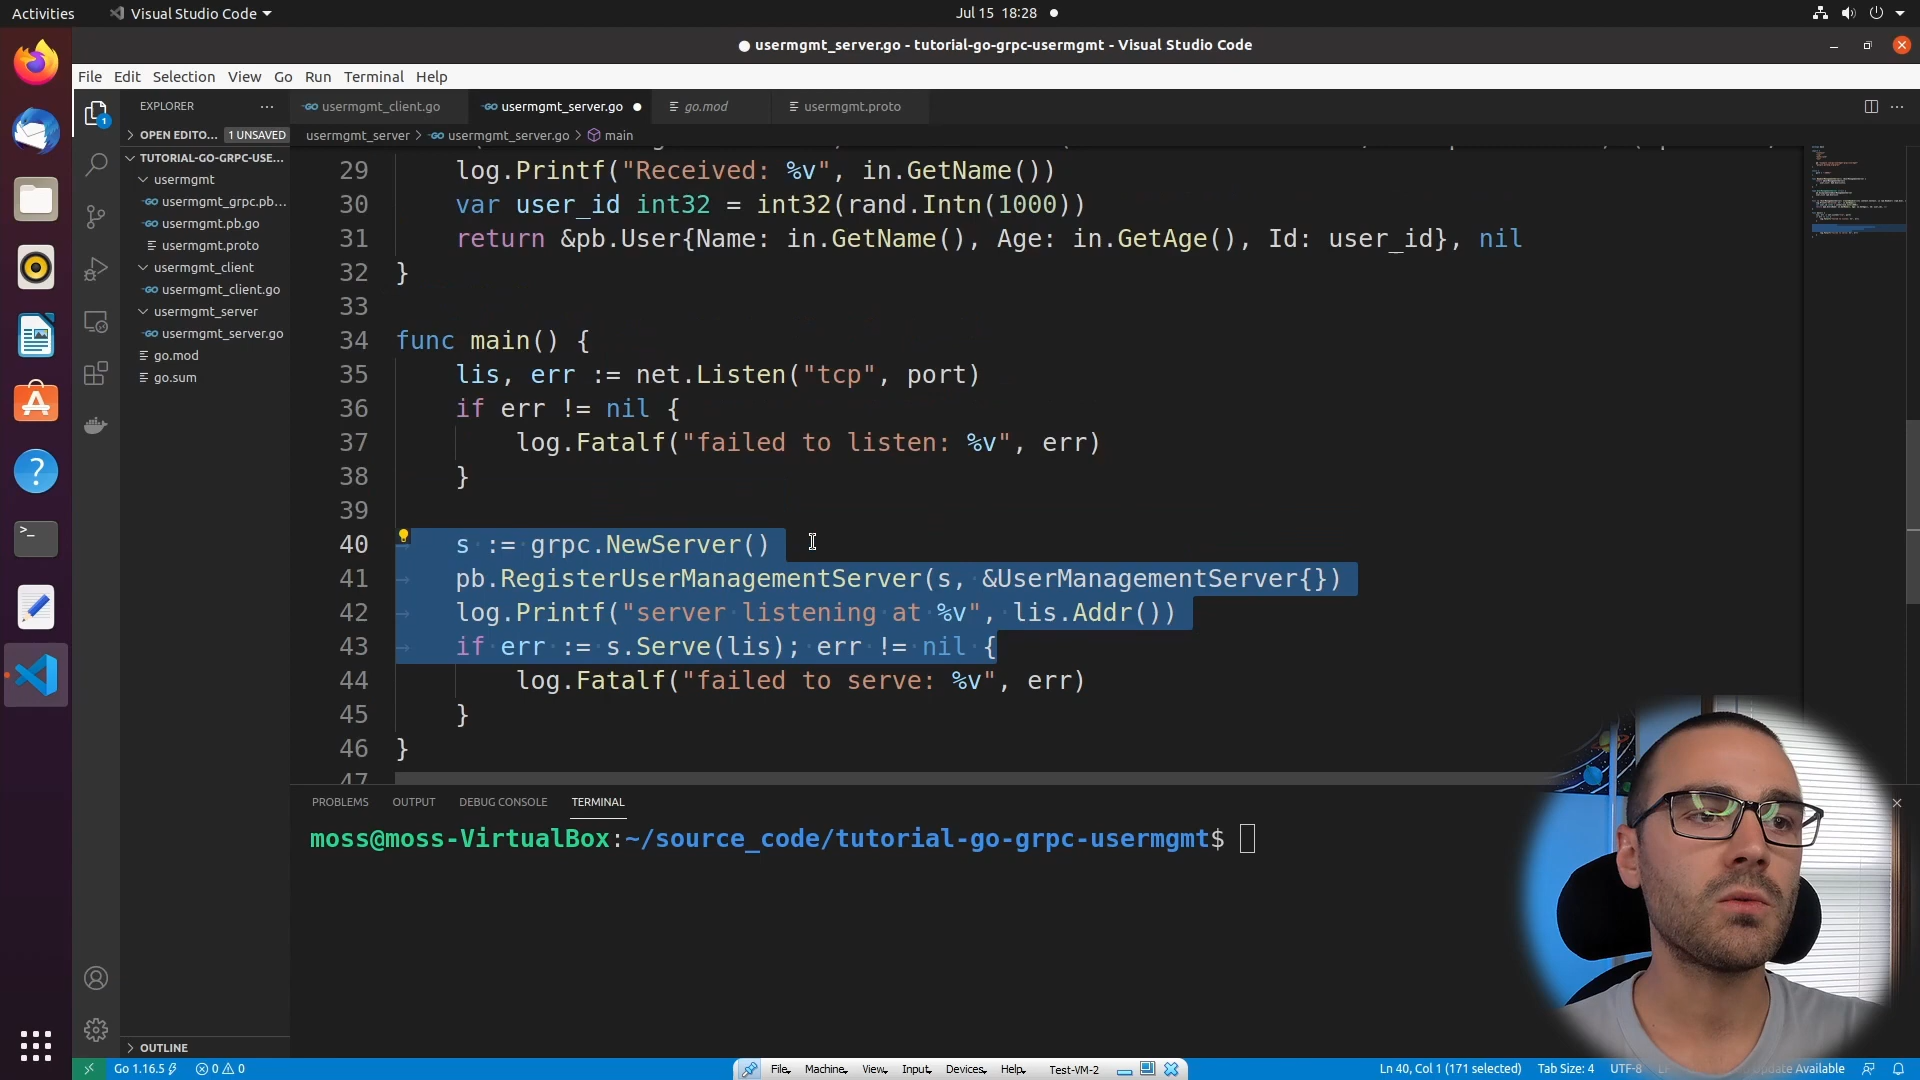 Activities
Visual Studio Code
Jul 15 18:28
usermgmt_server.go - tutorial-go-grpc-usermgmt - Visual Studio Code
File Edit Selection View Go Run Terminal Help
EXPLORER
usermgmt_client.go
usermgmt_server.go
go.mod
usermgmt.proto
OPEN EDITO...
1 UNSAVED
usermgmt_server > usermgmt_server.go > main
TUTORIAL-GO-GRPC-USE...
usermgmt
usermgmt_grpc.pb...
usermgmt.pb.go
usermgmt.proto
usermgmt_client
usermgmt_client.go
usermgmt_server
usermgmt_server.go
go.mod
go.sum
29 log.Printf("Received: %v", in.GetName())
30 var user_id int32 = int32(rand.Intn(1000))
31 return &pb.User{Name: in.GetName(), Age: in.GetAge(), Id: user_id}, nil
32 }
33
34 func main() {
35 lis, err := net.Listen("tcp", port)
36 if err != nil {
37 log.Fatalf("failed to listen: %v", err)
38 }
39
40 s := grpc.NewServer()
41 pb.RegisterUserManagementServer(s, &UserManagementServer{})
42 log.Printf("server listening at %v", lis.Addr())
43 if err := s.Serve(lis); err != nil {
44 log.Fatalf("failed to serve: %v", err)
45 }
46 }
47
PROBLEMS OUTPUT DEBUG CONSOLE TERMINAL
moss@moss-VirtualBox:~/source_code/tutorial-go-grpc-usermgmt$
OUTLINE
Go 1.16.5
0 0
File Machine View Input Devices Help Test-VM-2
Ln 40, Col 1 (171 selected) Tab Size: 4 UTF-8 Update Available